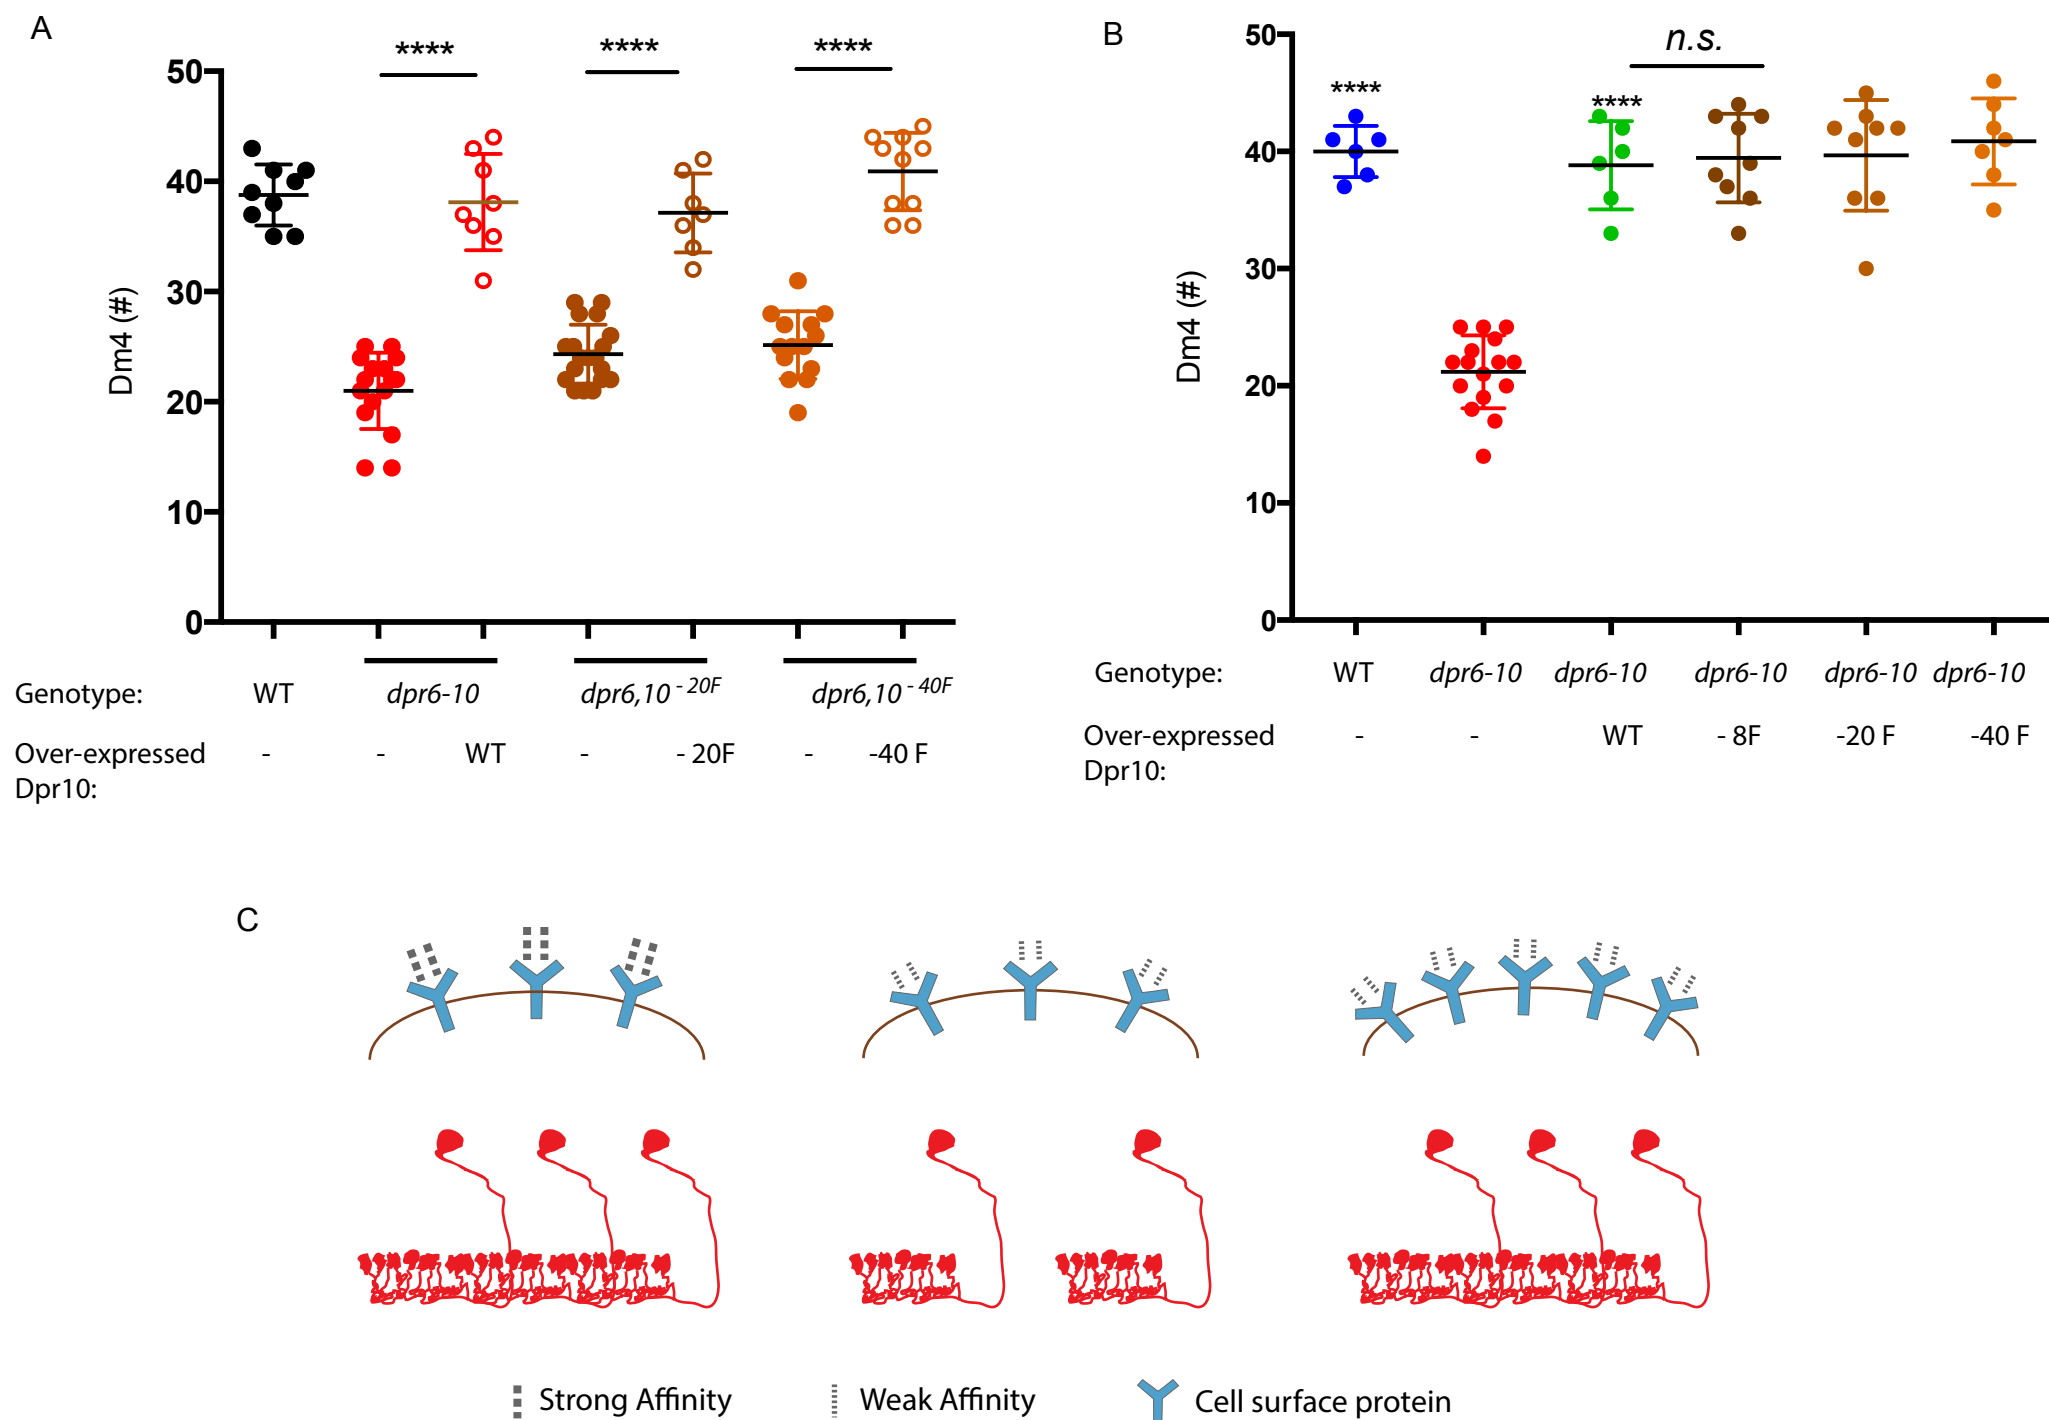 A
**** **** ****
50
40
30
20
10
0
Dm4 (#)
Genotype: WT dpr6-10 dpr6,10 - 20F dpr6,10 - 40F
Over-expressed - - WT - - 20F - -40 F
Dpr10:
B
n.s.
**** ****
50
40
30
20
10
0
Dm4 (#)
Genotype: WT dpr6-10 dpr6-10 dpr6-10 dpr6-10 dpr6-10
Over-expressed - - WT - 8F -20 F -40 F
Dpr10:
C
Strong Affinity Weak Affinity Cell surface protein